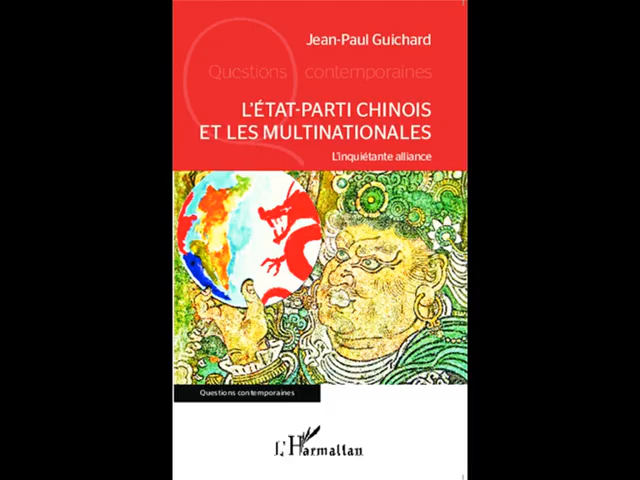 Jean-Paul Guichard
Questions contemporaines
L'ÉTAT-PARTI CHINOIS
ET LES MULTINATIONALES
L'inquiétante alliance
Questions contemporaines
L'Harmattan